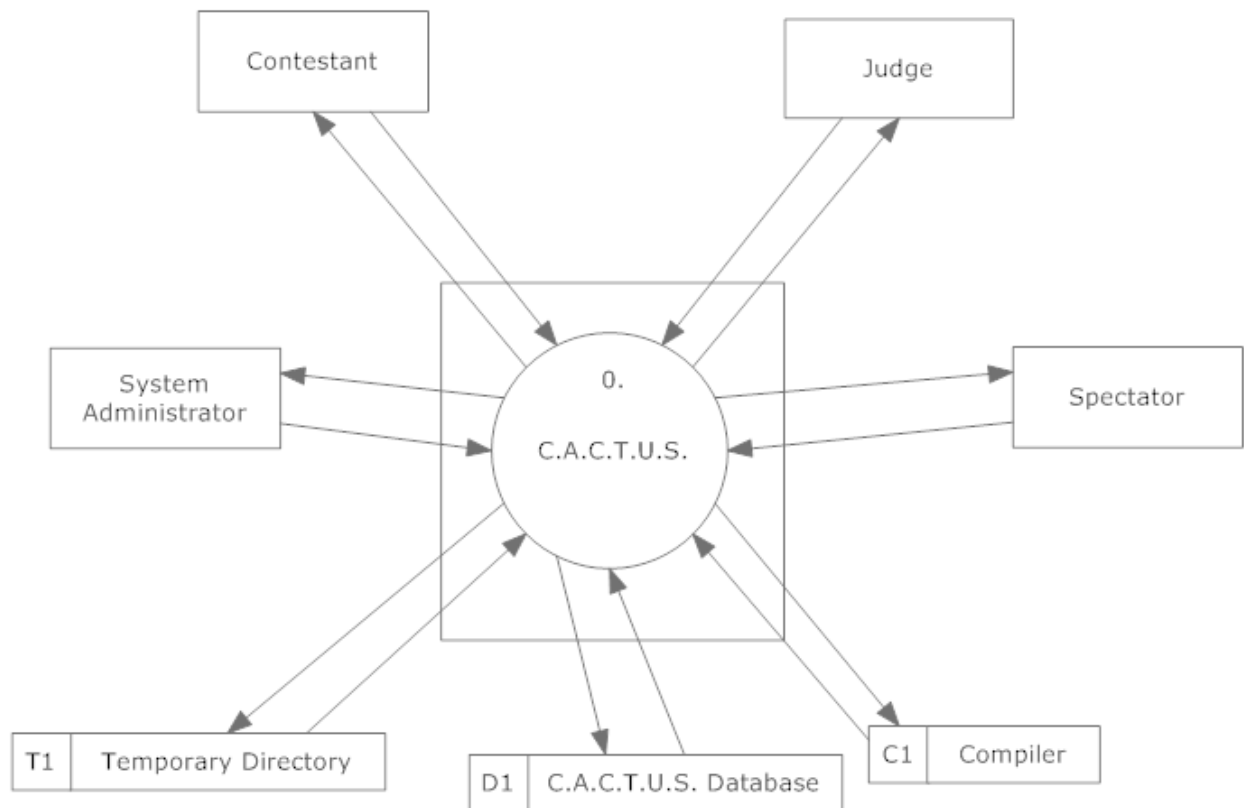 Contestant
Judge
0.
C.A.C.T.U.S.
System
Administrator
Spectator
T1 Temporary Directory
D1 C.A.C.T.U.S. Database
C1 Compiler